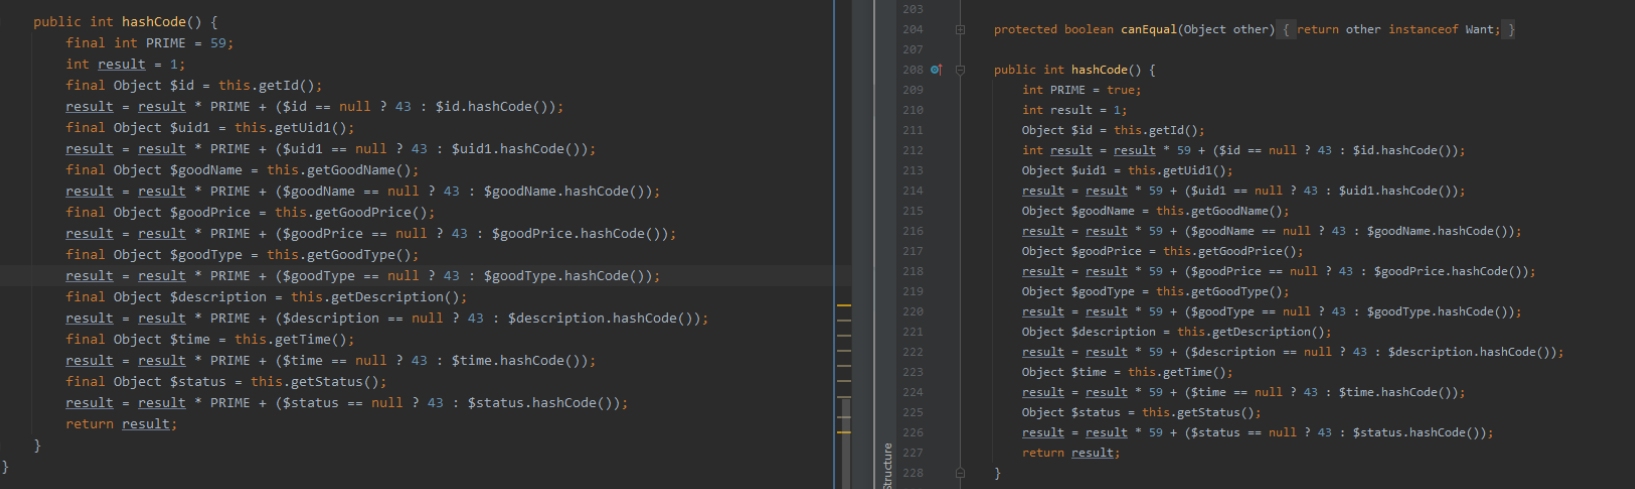 public int hashCode() {
final int PRIME = 59;
int result = 1;
final Object $id = this.getId();
result = result * PRIME + ($id == null ? 43 : $id.hashCode());
final Object $uid1 = this.getUid1();
result = result * PRIME + ($uid1 == null ? 43 : $uid1.hashCode());
final Object $goodName = this.getGoodName();
result = result * PRIME + ($goodName == null ? 43 : $goodName.hashCode());
final Object $goodPrice = this.getGoodPrice();
result = result * PRIME + ($goodPrice == null ? 43 : $goodPrice.hashCode());
final Object $goodType = this.getGoodType();
result = result * PRIME + ($goodType == null ? 43 : $goodType.hashCode());
final Object $description = this.getDescription();
result = result * PRIME + ($description == null ? 43 : $description.hashCode());
final Object $time = this.getTime();
result = result * PRIME + ($time == null ? 43 : $time.hashCode());
final Object $status = this.getStatus();
result = result * PRIME + ($status == null ? 43 : $status.hashCode());
return result;
}
}
Structure
203
204 protected boolean canEqual(Object other) { return other instanceof Want; }
207
208 public int hashCode() {
209 int PRIME = true;
210 int result = 1;
211 Object $id = this.getId();
212 int result = result * 59 + ($id == null ? 43 : $id.hashCode());
213 Object $uid1 = this.getUid1();
214 result = result * 59 + ($uid1 == null ? 43 : $uid1.hashCode());
215 Object $goodName = this.getGoodName();
216 result = result * 59 + ($goodName == null ? 43 : $goodName.hashCode());
217 Object $goodPrice = this.getGoodPrice();
218 result = result * 59 + ($goodPrice == null ? 43 : $goodPrice.hashCode());
219 Object $goodType = this.getGoodType();
220 result = result * 59 + ($goodType == null ? 43 : $goodType.hashCode());
221 Object $description = this.getDescription();
222 result = result * 59 + ($description == null ? 43 : $description.hashCode());
223 Object $time = this.getTime();
224 result = result * 59 + ($time == null ? 43 : $time.hashCode());
225 Object $status = this.getStatus();
226 result = result * 59 + ($status == null ? 43 : $status.hashCode());
227 return result;
228 }